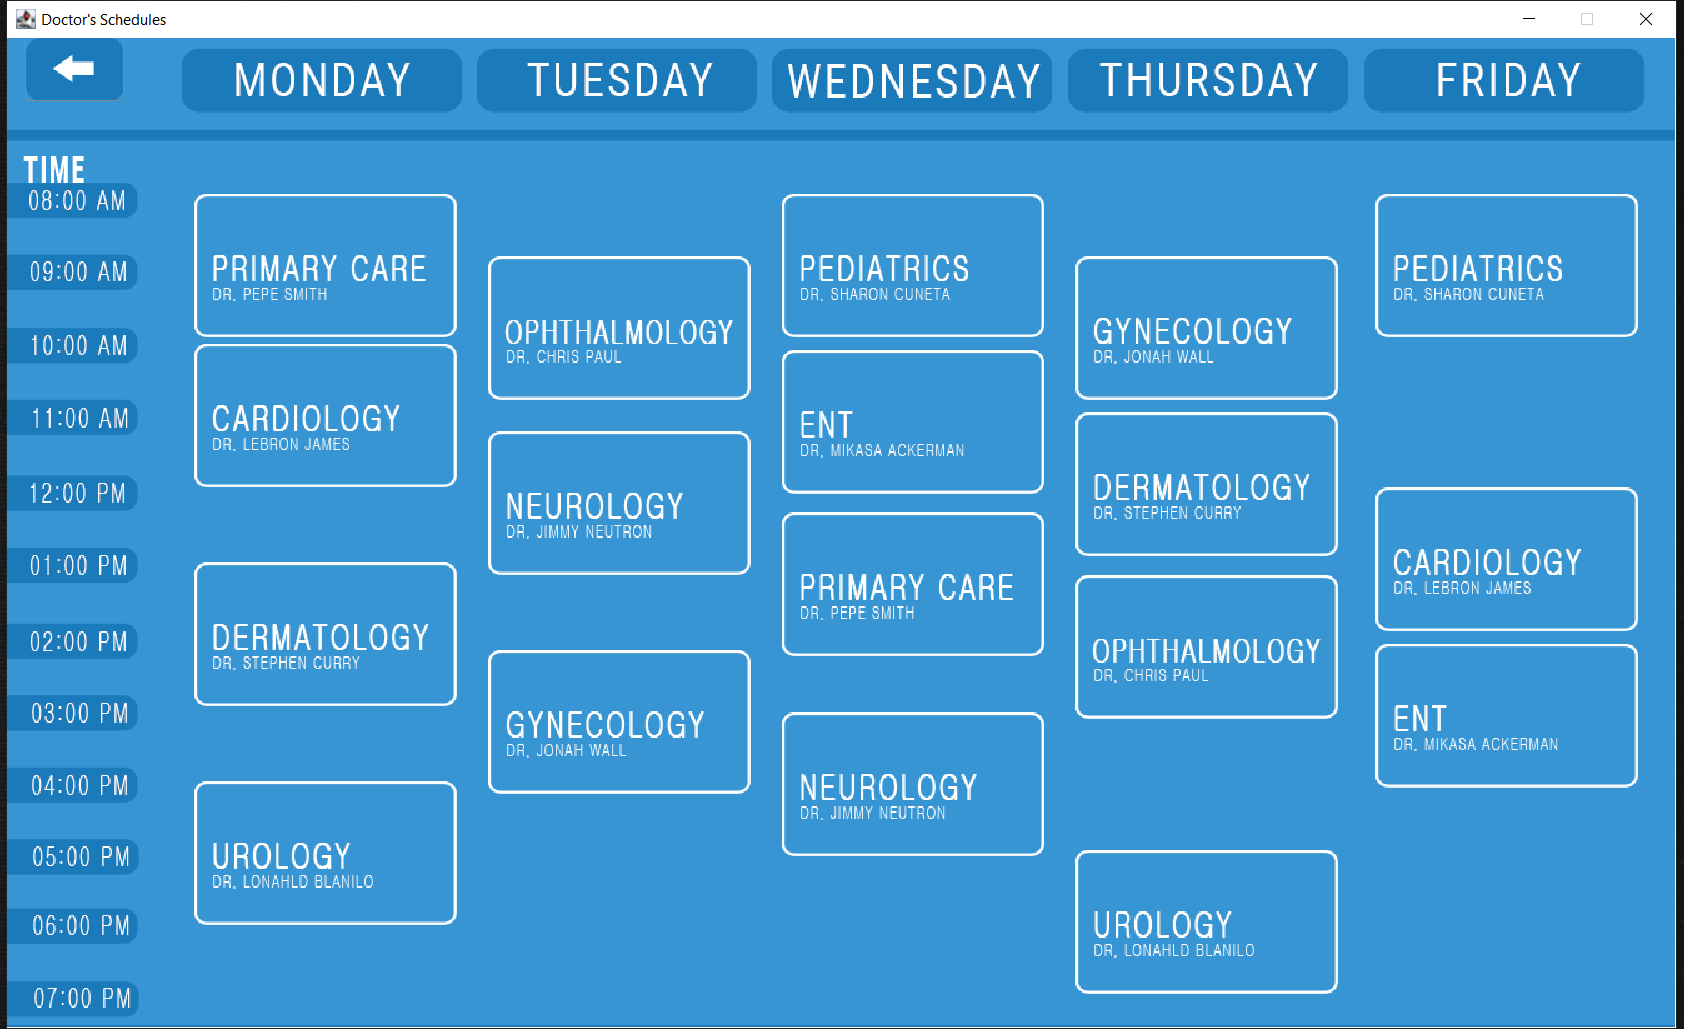 Doctor's Schedules
MONDAY
TUESDAY
WEDNESDAY
THURSDAY
FRIDAY
TIME
08:00 AM
09:00 AM
10:00 AM
11:00 AM
12:00 PM
01:00 PM
02:00 PM
03:00 PM
04:00 PM
05:00 PM
06:00 PM
07:00 PM
PRIMARY CARE
DR. PEPE SMITH
CARDIOLOGY
DR. LEBRON JAMES
DERMATOLOGY
DR. STEPHEN CURRY
UROLOGY
DR. LONAHLD BLANILO
OPHTHALMOLOGY
DR. CHRIS PAUL
NEUROLOGY
DR. JIMMY NEUTRON
GYNECOLOGY
DR. JONAH WALL
PEDIATRICS
DR. SHARON CUNETA
ENT
DR. MIKASA ACKERMAN
PRIMARY CARE
DR. PEPE SMITH
NEUROLOGY
DR. JIMMY NEUTRON
GYNECOLOGY
DR. JONAH WALL
DERMATOLOGY
DR. STEPHEN CURRY
OPHTHALMOLOGY
DR. CHRIS PAUL
UROLOGY
DR. LONAHLD BLANILO
PEDIATRICS
DR. SHARON CUNETA
CARDIOLOGY
DR. LEBRON JAMES
ENT
DR. MIKASA ACKERMAN